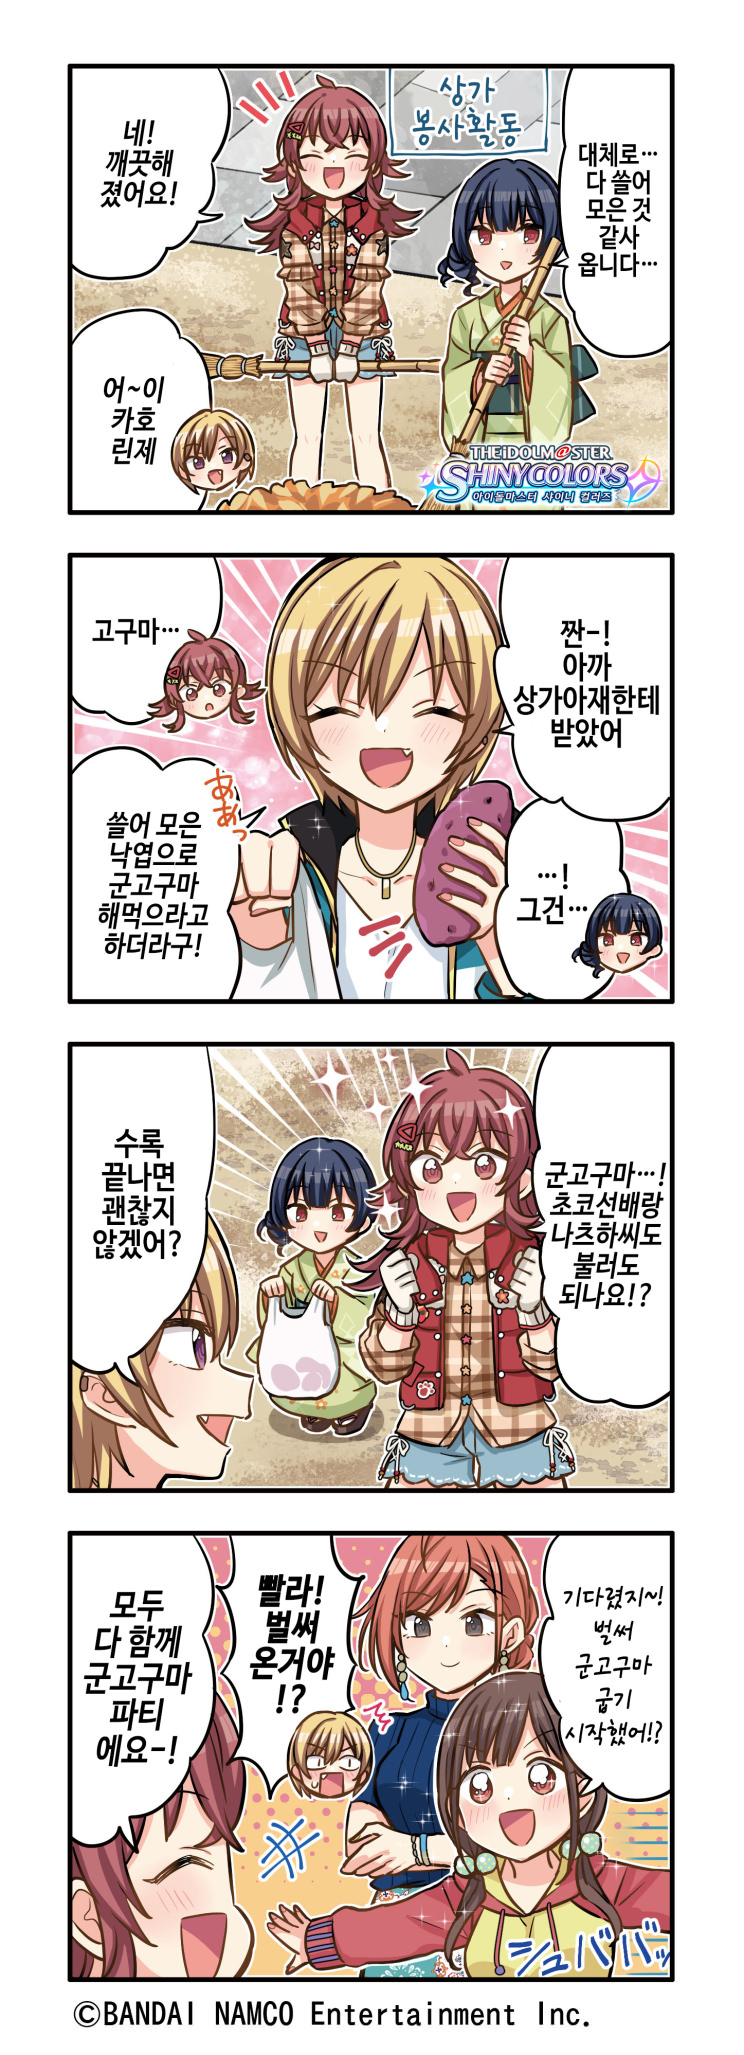 상가
봉사활동
대체로…
다 쓸어
모은 것
같사
옵니다…
네!
깨끗해
졌어요!
어~이
카호
린제
THE iDOLM@STER
SHINYCOLORS
아이돌마스터 샤이니 컬러즈
짠-!
아까
상가아재한테
받았어
고구마…
…!
그건…
ああっ
쓸어 모은
낙엽으로
군고구마
해먹으라고
하더라구!
군고구마…!
초코선배랑
나츠하씨도
불러도
되나요!?
수록
끝나면
괜찮지
않겠어?
기다렸지~!
벌써
군고구마
굽기
시작했어!?
빨라!
벌써
온거야
!?
모두
다 함께
군고구마
파티
에요-!
シュババッ
©BANDAI NAMCO Entertainment Inc.